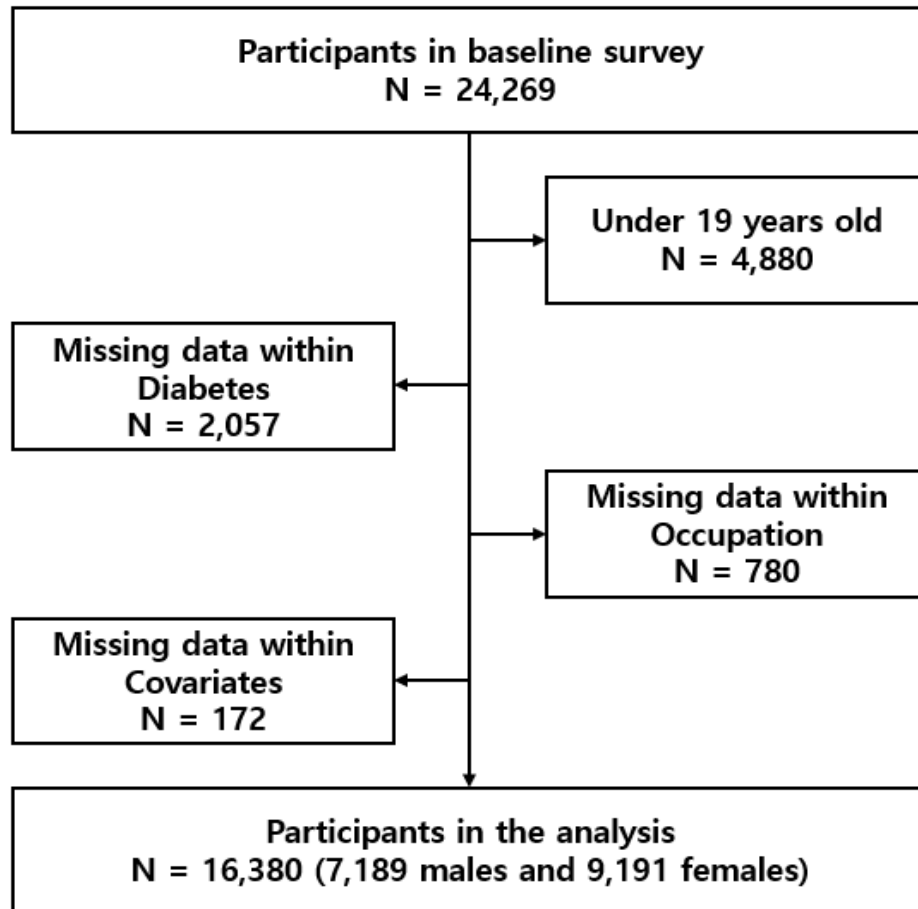 Participants in baseline survey
N = 24,269
Under 19 years old
N = 4,880
Missing data within
Diabetes
N = 2,057
Missing data within
Occupation
N = 780
Missing data within
Covariates
N = 172
Participants in the analysis
N = 16,380 (7,189 males and 9,191 females)